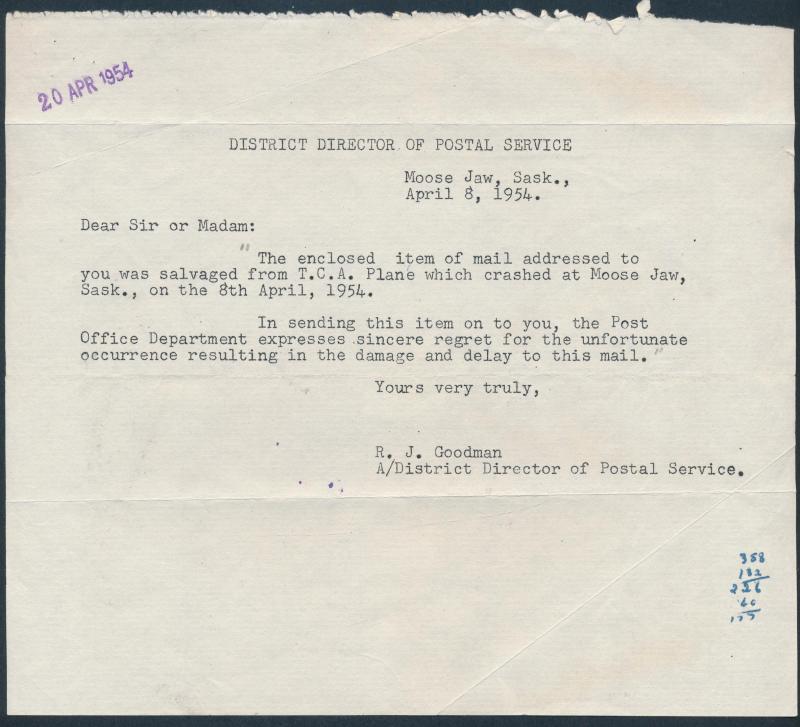 20 APR 1954
DISTRICT DIRECTOR OF POSTAL SERVICE
Moose Jaw, Sask.,
April 8, 1954.
Dear Sir or Madam:
"The enclosed item of mail addressed to
you was salvaged from T.C.A. Plane which crashed at Moose Jaw,
Sask., on the 8th April, 1954.
In sending this item on to you, the Post
Office Department expresses sincere regret for the unfortunate
occurrence resulting in the damage and delay to this mail."
Yours very truly,
R. J. Goodman
A/District Director of Postal Service.
358
132
226